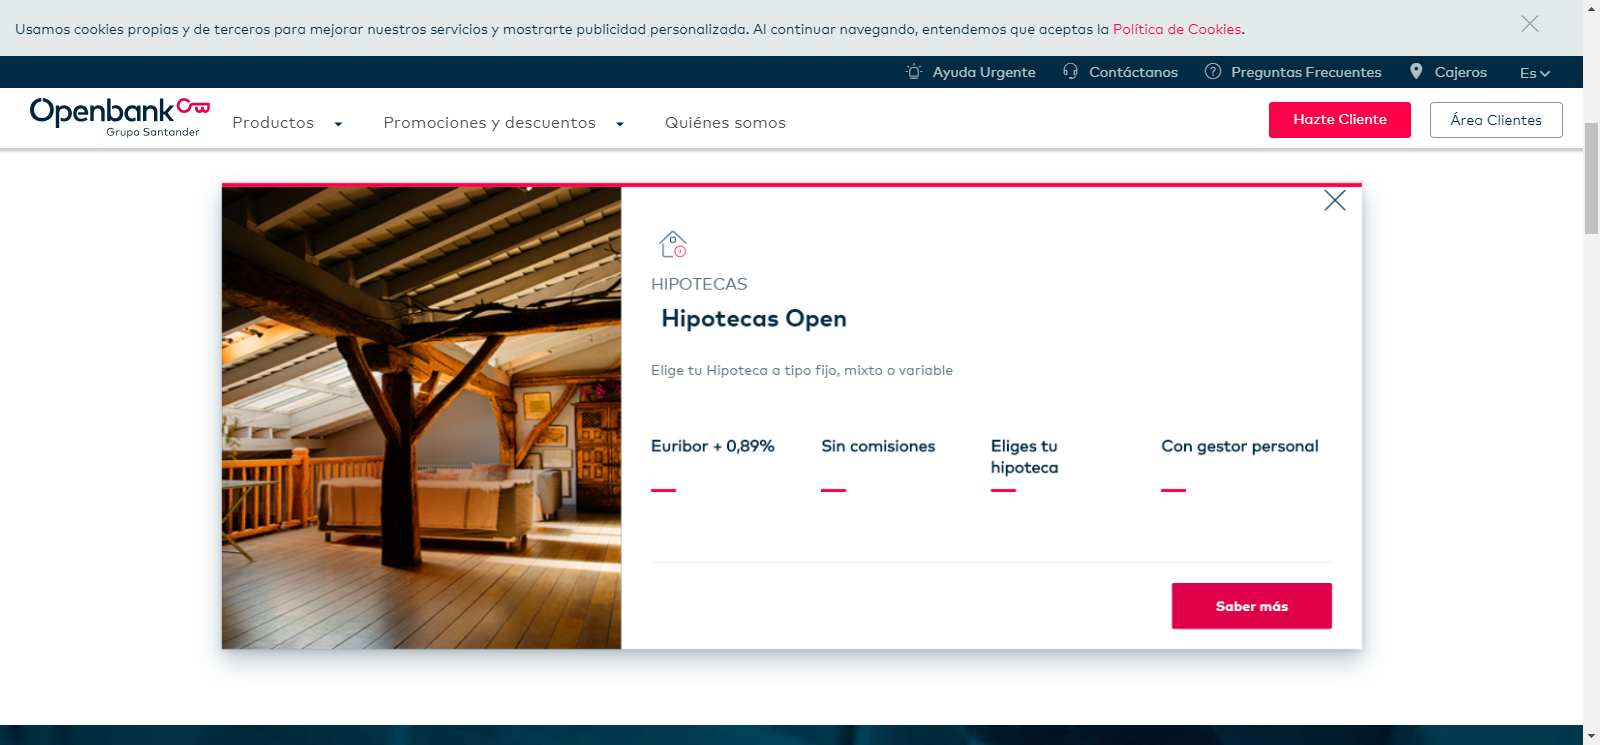 Usamos cookies propias y de terceros para mejorar nuestros servicios y mostrarte publicidad personalizada. Al continuar navegando, entendemos que aceptas la Política de Cookies.
Ayuda Urgente
Contáctanos
Preguntas Frecuentes
Cajeros
Es
Openbank
Grupo Santander
Productos
Promociones y descuentos
Quiénes somos
Hazte Cliente
Área Clientes
HIPOTECAS
Hipotecas Open
Elige tu Hipoteca a tipo fijo, mixto o variable
Euribor + 0,89%
Sin comisiones
Eliges tu
hipoteca
Con gestor personal
Saber más